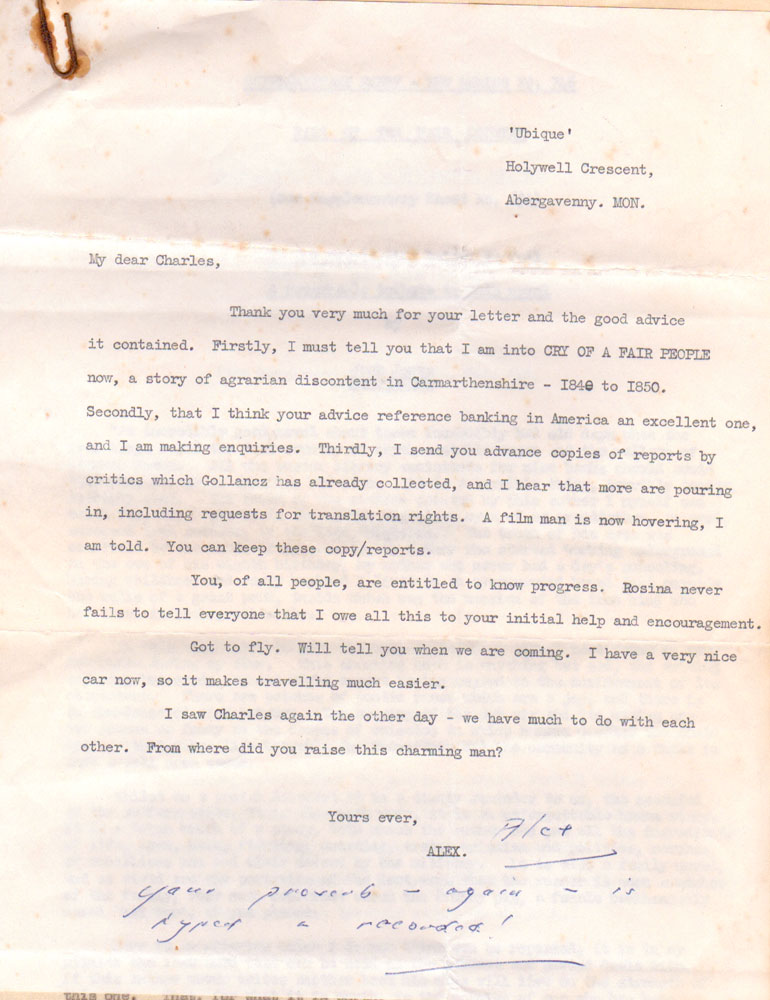 'Ubique'
Holywell Crescent,
Abergavenny. MON.
My dear Charles,
Thank you very much for your letter and the good advice
it contained. Firstly, I must tell you that I am into CRY OF A FAIR PEOPLE
now, a story of agrarian discontent in Carmarthenshire - I840 to I850.
Secondly, that I think your advice reference banking in America an excellent one,
and I am making enquiries. Thirdly, I send you advance copies of reports by
critics which Gollancz has already collected, and I hear that more are pouring
in, including requests for translation rights. A film man is now hovering, I
am told. You can keep these copy/reports.
You, of all people, are entitled to know progress. Rosina never
fails to tell everyone that I owe all this to your initial help and encouragement.
Got to fly. Will tell you when we are coming. I have a very nice
car now, so it makes travelling much easier.
I saw Charles again the other day - we have much to do with each
other. From where did you raise this charming man?
Yours ever,
Alex
ALEX.
your proverb - again - is
typed & recorded!
this one.